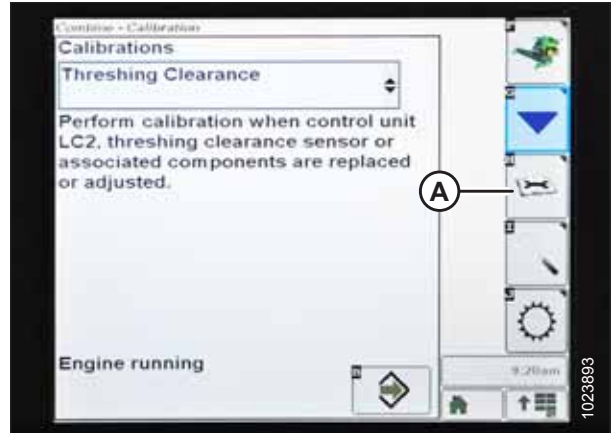 Combine - Calibration
Calibrations
Threshing Clearance
Perform calibration when control unit
LC2, threshing clearance sensor or
associated components are replaced
or adjusted.
A
Engine running
9:20am
1023893